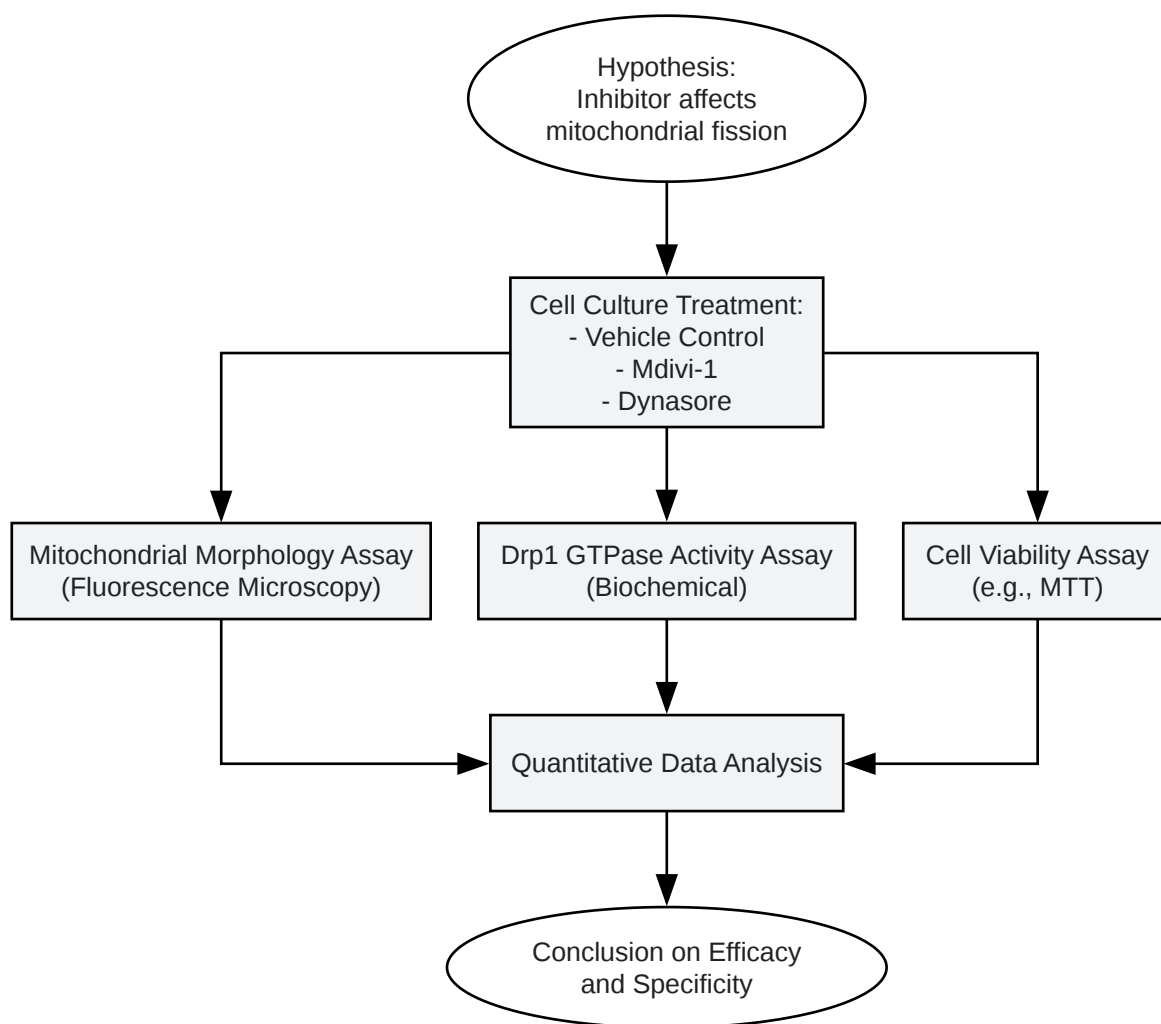 Hypothesis:
Inhibitor affects
mitochondrial fission
Cell Culture Treatment:
- Vehicle Control
- Mdivi-1
- Dynasore
Mitochondrial Morphology Assay
(Fluorescence Microscopy)
Drp1 GTPase Activity Assay
(Biochemical)
Cell Viability Assay
(e.g., MTT)
Quantitative Data Analysis
Conclusion on Efficacy
and Specificity